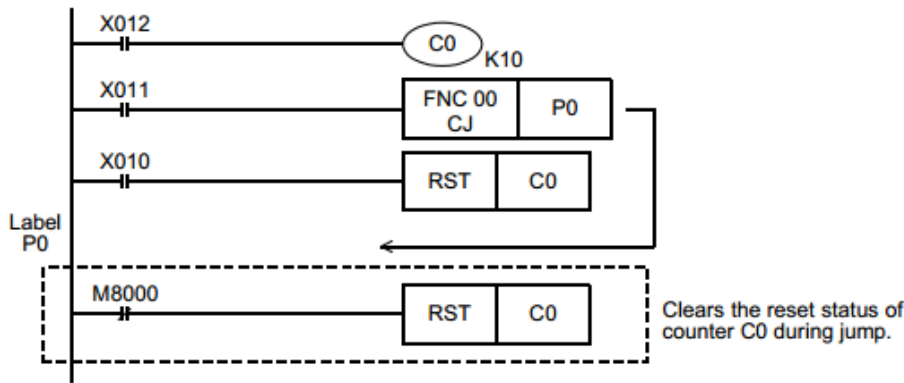 X012
C0
K10
X011
FNC 00
CJ
P0
X010
RST
C0
Label
P0
M8000
RST
C0
Clears the reset status of
counter C0 during jump.